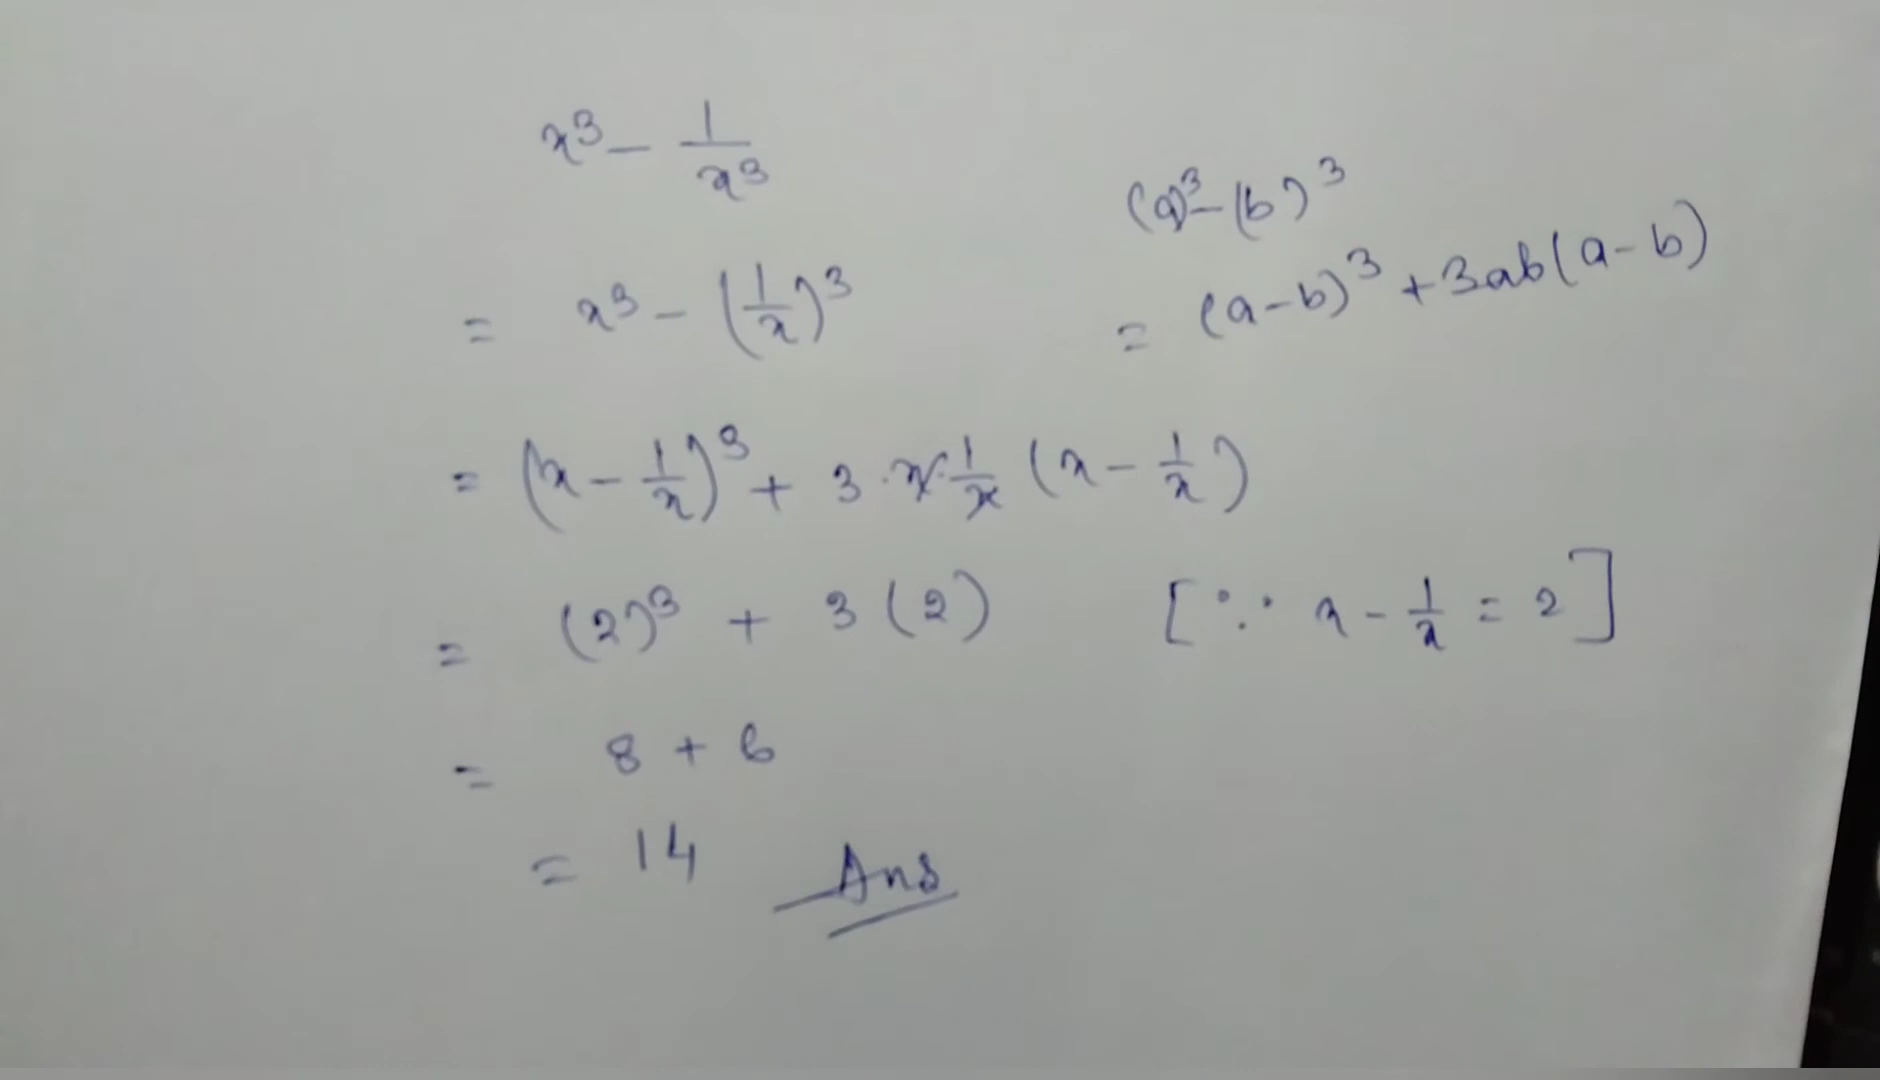 x³ - 1/x³
(a)³ - (b)³
= x³ - (1/x)³
= (a-b)³ + 3ab(a-b)
= (x - 1/x)³ + 3·x·1/x (x - 1/x)
= (2)³ + 3(2) [∵ x - 1/x = 2]
= 8 + 6
= 14 Ans